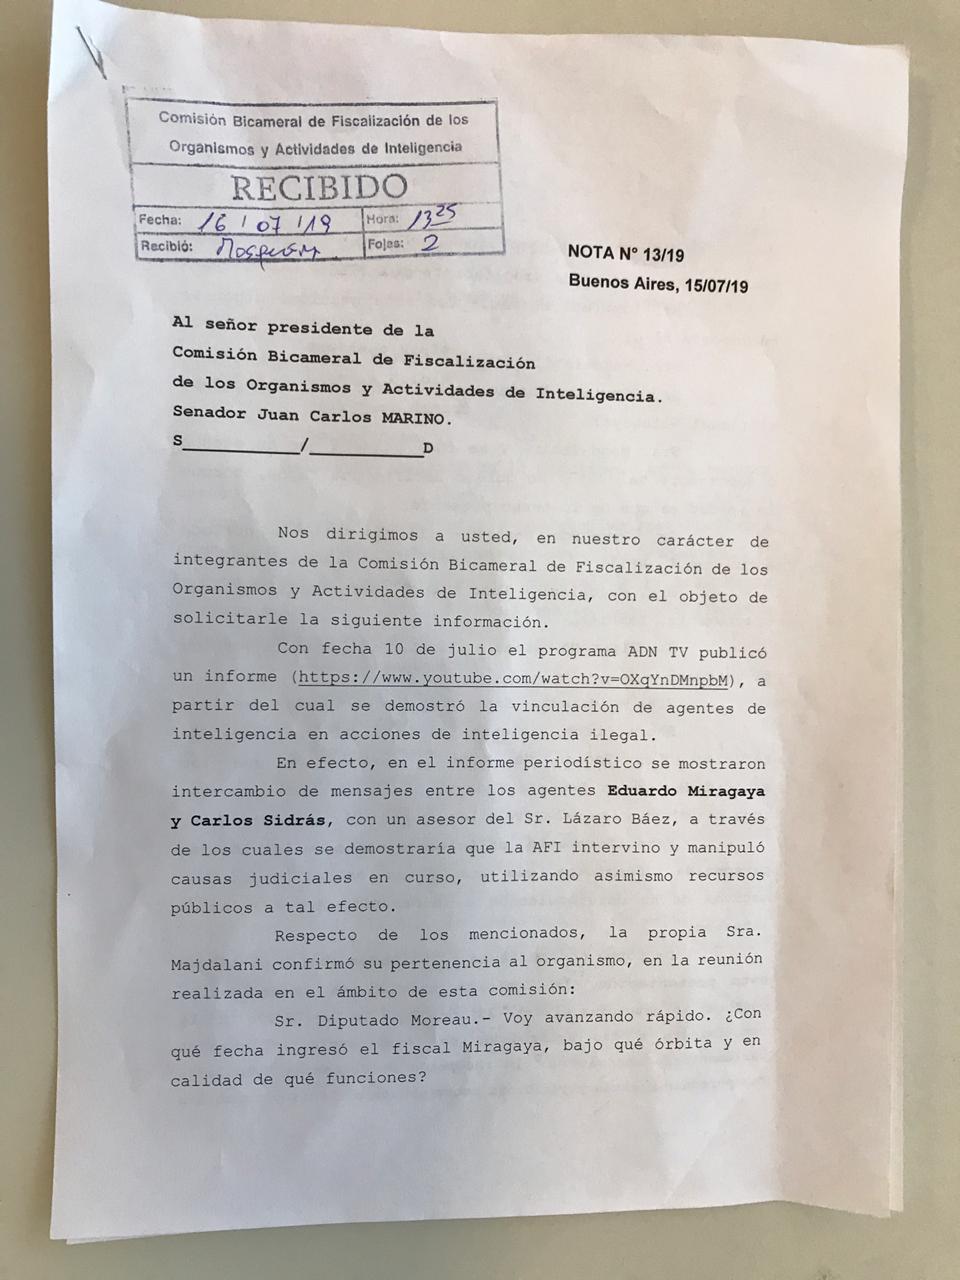 Comisión Bicameral de Fiscalización de los
Organismos y Actividades de Inteligencia
RECIBIDO
Fecha: 16 / 07 / 19 Hora: 13 25
Recibió: Fojas: 2
NOTA Nº 13/19
Buenos Aires, 15/07/19
Al señor presidente de la
Comisión Bicameral de Fiscalización
de los Organismos y Actividades de Inteligencia.
Senador Juan Carlos MARINO.
S__________/__________D
Nos dirigimos a usted, en nuestro carácter de
integrantes de la Comisión Bicameral de Fiscalización de los
Organismos y Actividades de Inteligencia, con el objeto de
solicitarle la siguiente información.
Con fecha 10 de julio el programa ADN TV publicó
un informe (https://www.youtube.com/watch?v=OXqYnDMnpbM), a
partir del cual se demostró la vinculación de agentes de
inteligencia en acciones de inteligencia ilegal.
En efecto, en el informe periodístico se mostraron
intercambio de mensajes entre los agentes Eduardo Miragaya
y Carlos Sidrás, con un asesor del Sr. Lázaro Báez, a través
de los cuales se demostraría que la AFI intervino y manipuló
causas judiciales en curso, utilizando asimismo recursos
públicos a tal efecto.
Respecto de los mencionados, la propia Sra.
Majdalani confirmó su pertenencia al organismo, en la reunión
realizada en el ámbito de esta comisión:
Sr. Diputado Moreau.- Voy avanzando rápido. ¿Con
qué fecha ingresó el fiscal Miragaya, bajo qué órbita y en
calidad de qué funciones?